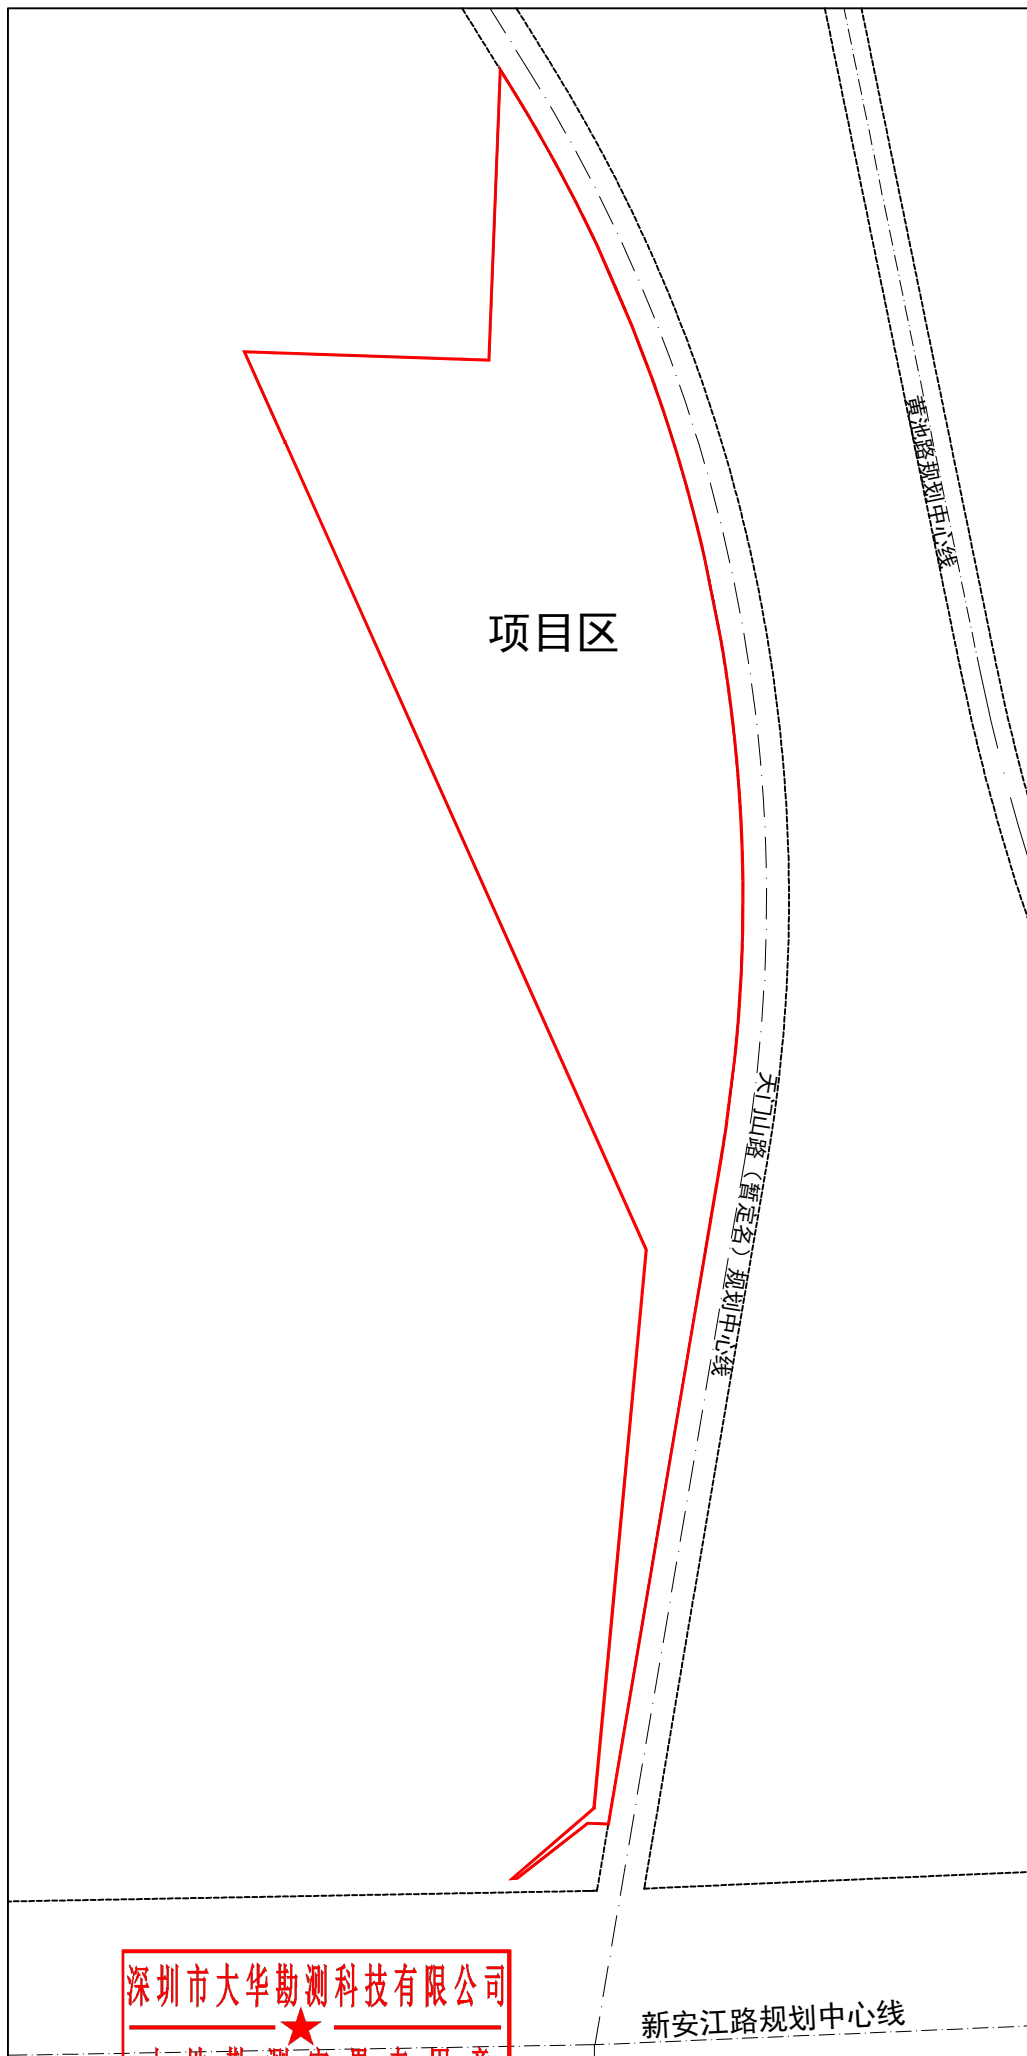 黄池路规划中心线
项目区
天门山路（暂定名）规划中心线
深圳市大华勘测科技有限公司
新安江路规划中心线